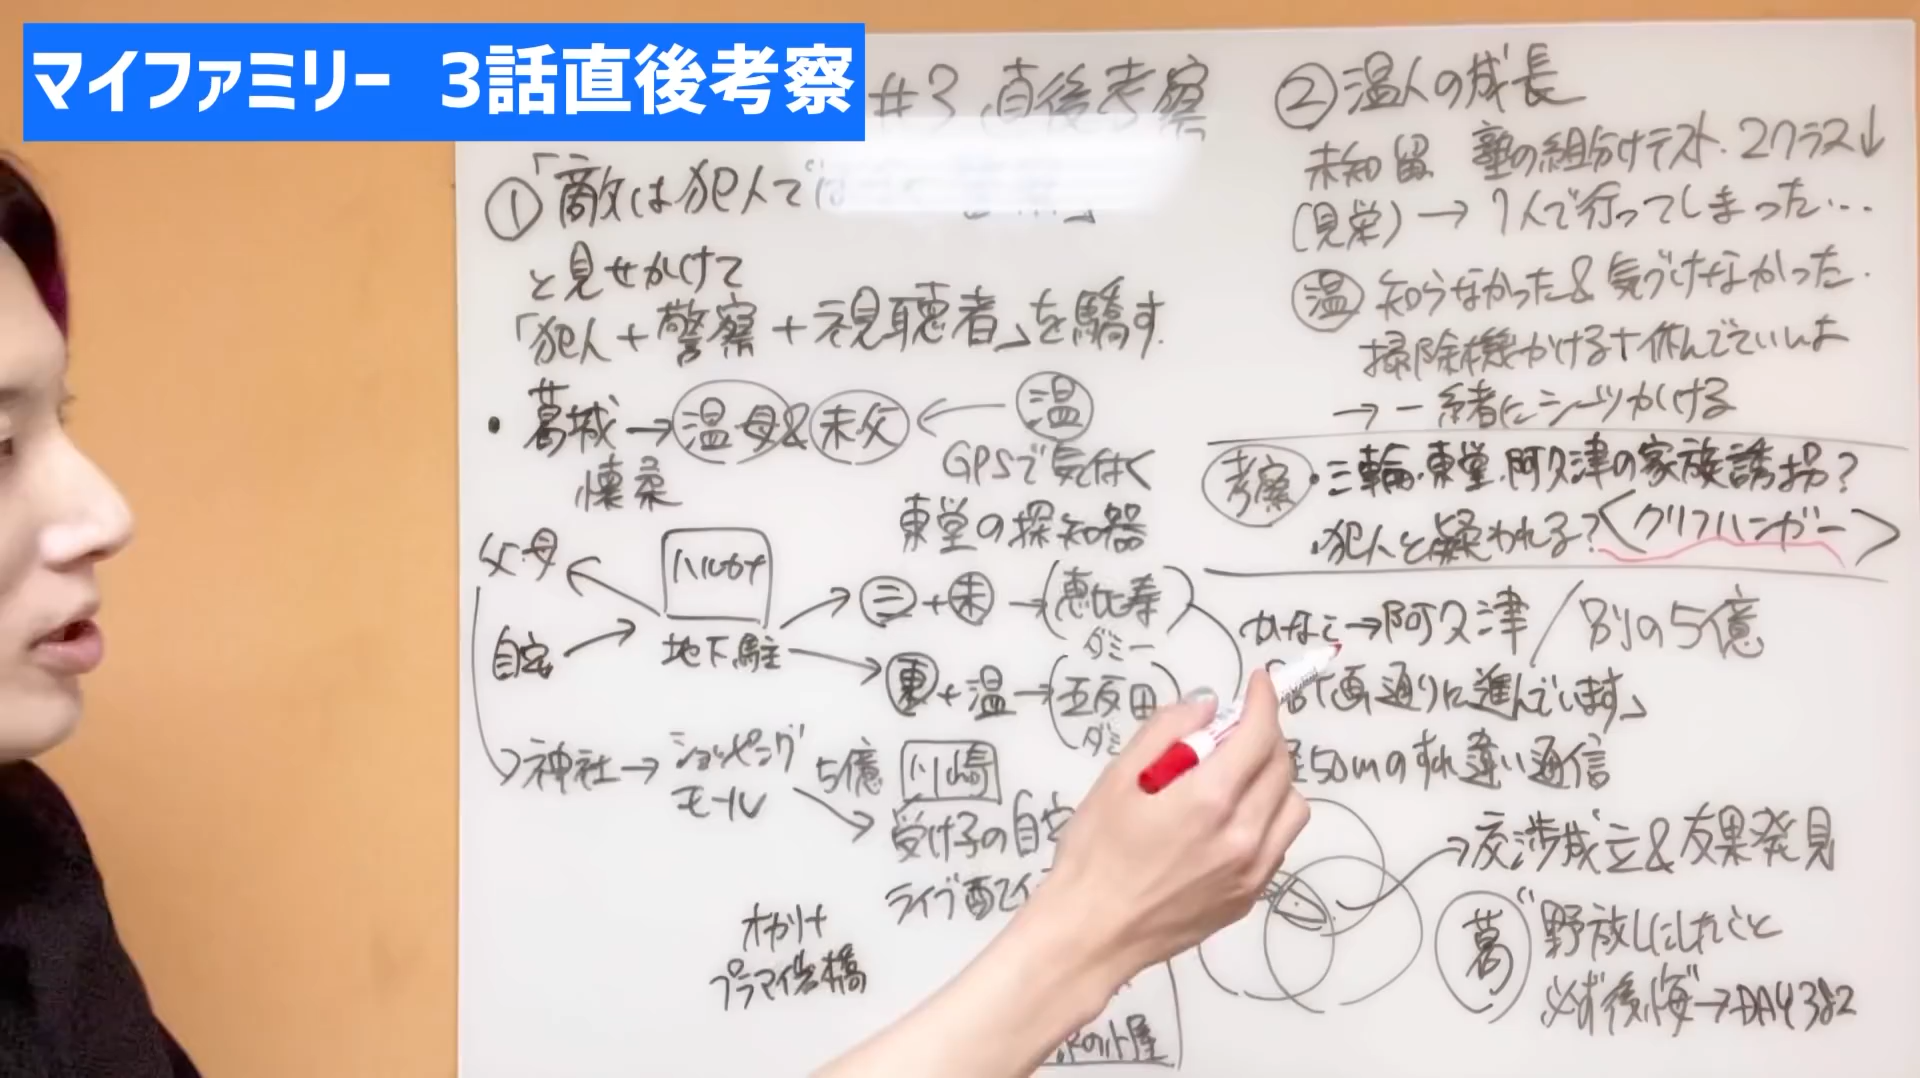 マイファミリー 3話直後考察
#3 直後考察
①「敵は犯人で
と見せかけて
「犯人+警察+視聴者」を騙す.
・葛城→温母&未父←温
懐柔
GPSで気付く
東堂の探知器
父母
ハルカナ
自宅
地下駐
三+未→(恵比寿)
ダミー
東+温→(五反田
ダミ
神社→ショッピングモール
5億
川崎
受け子の自宅
ライブ配
オカリナ
の小屋
②温人の成長
未知留 塾の組分けテスト.2クラス↓
(見栄)→1人で行ってしまった…
温 知らなかった&気づけなかった.
掃除機かける+休んでていいよ
→一緒にシーツかける
考察・三輪.東堂.阿久津の家族誘拐?
・犯人と疑われる?<クリフハンガー>
かなこ→阿久津/別の5億
画通りに進んでいます」
50mのすれ違い通信
→交渉成立&友果発見
葛"野放しにしたこと
必ず後悔"→DAY382